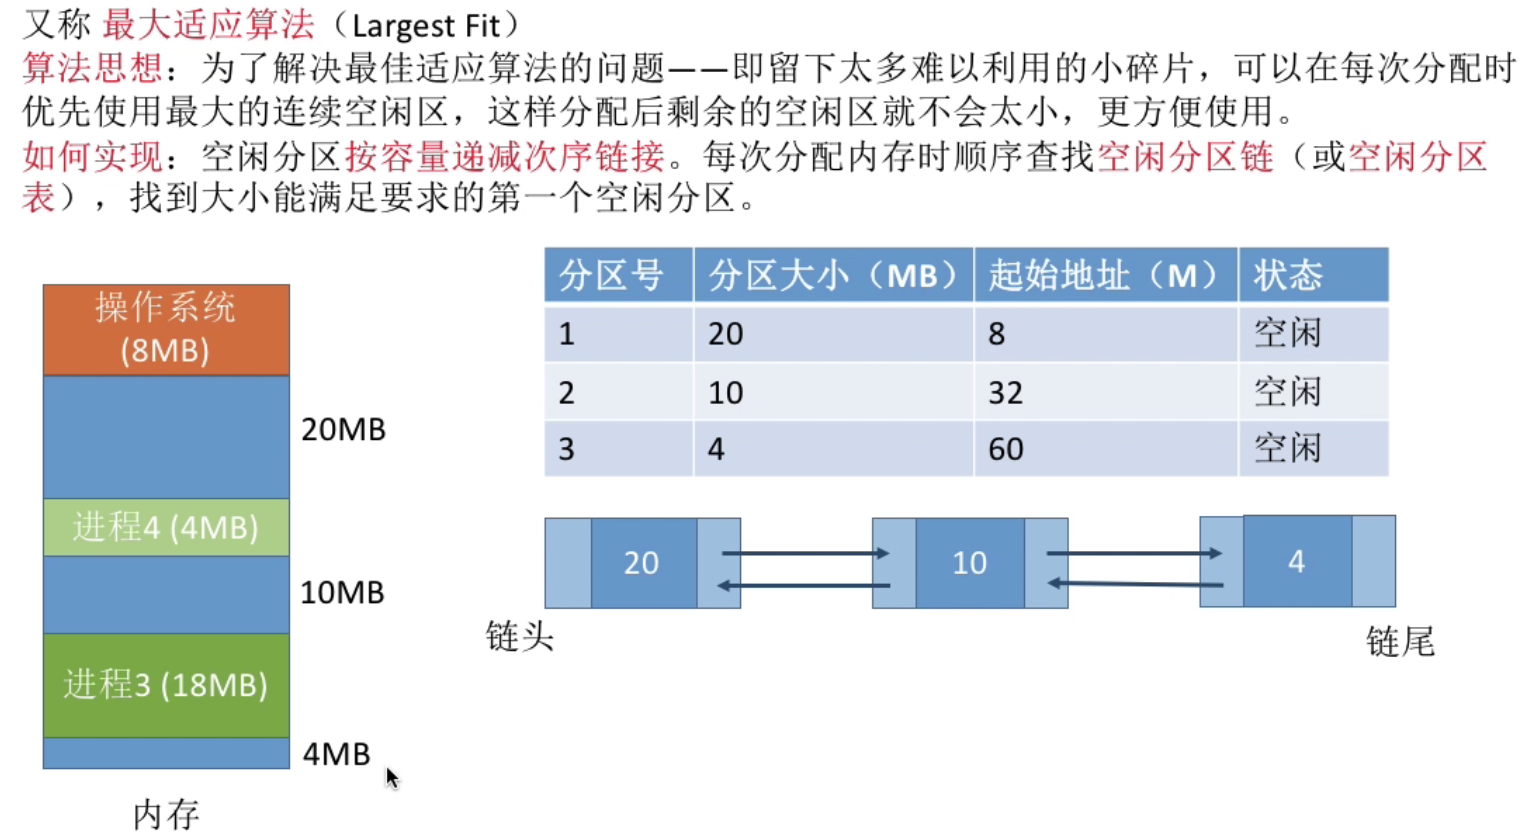 又称 最大适应算法（Largest Fit）
算法思想：为了解决最佳适应算法的问题——即留下太多难以利用的小碎片，可以在每次分配时
优先使用最大的连续空闲区，这样分配后剩余的空闲区就不会太小，更方便使用。
如何实现：空闲分区按容量递减次序链接。每次分配内存时顺序查找空闲分区链（或空闲分区
表），找到大小能满足要求的第一个空闲分区。
操作系统
(8MB)
20MB
进程4 (4MB)
10MB
进程3 (18MB)
4MB
内存
分区号 分区大小（MB） 起始地址（M） 状态
1 20 8 空闲
2 10 32 空闲
3 4 60 空闲
20 10 4
链头 链尾